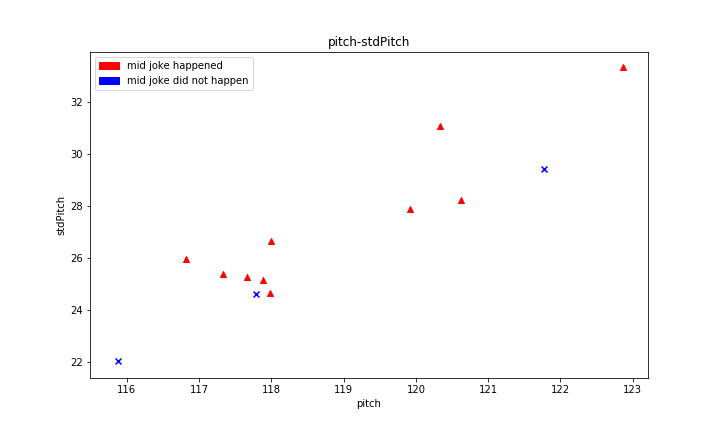 pitch-stdPitch
mid joke happened
mid joke did not happen
32
30
28
26
24
22
stdPitch
116 117 118 119 120 121 122 123
pitch